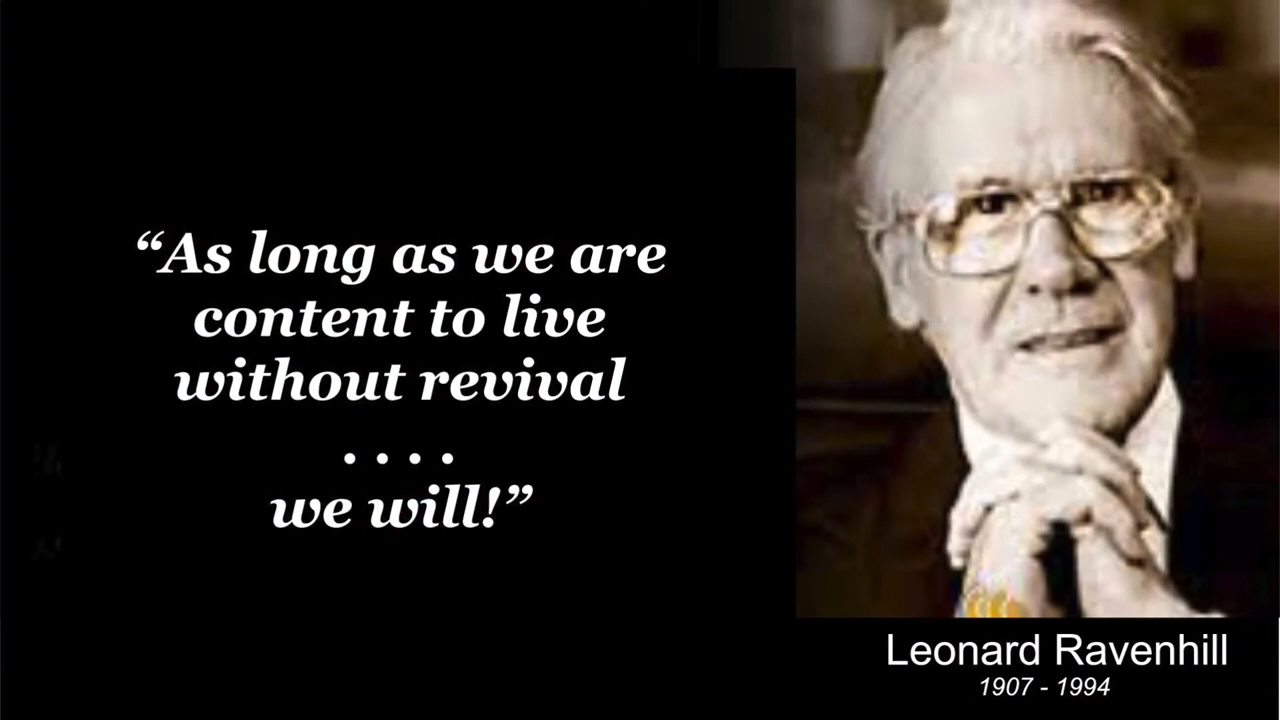 “As long as we are
content to live
without revival
. . . .
we will!”
Leonard Ravenhill
1907 - 1994